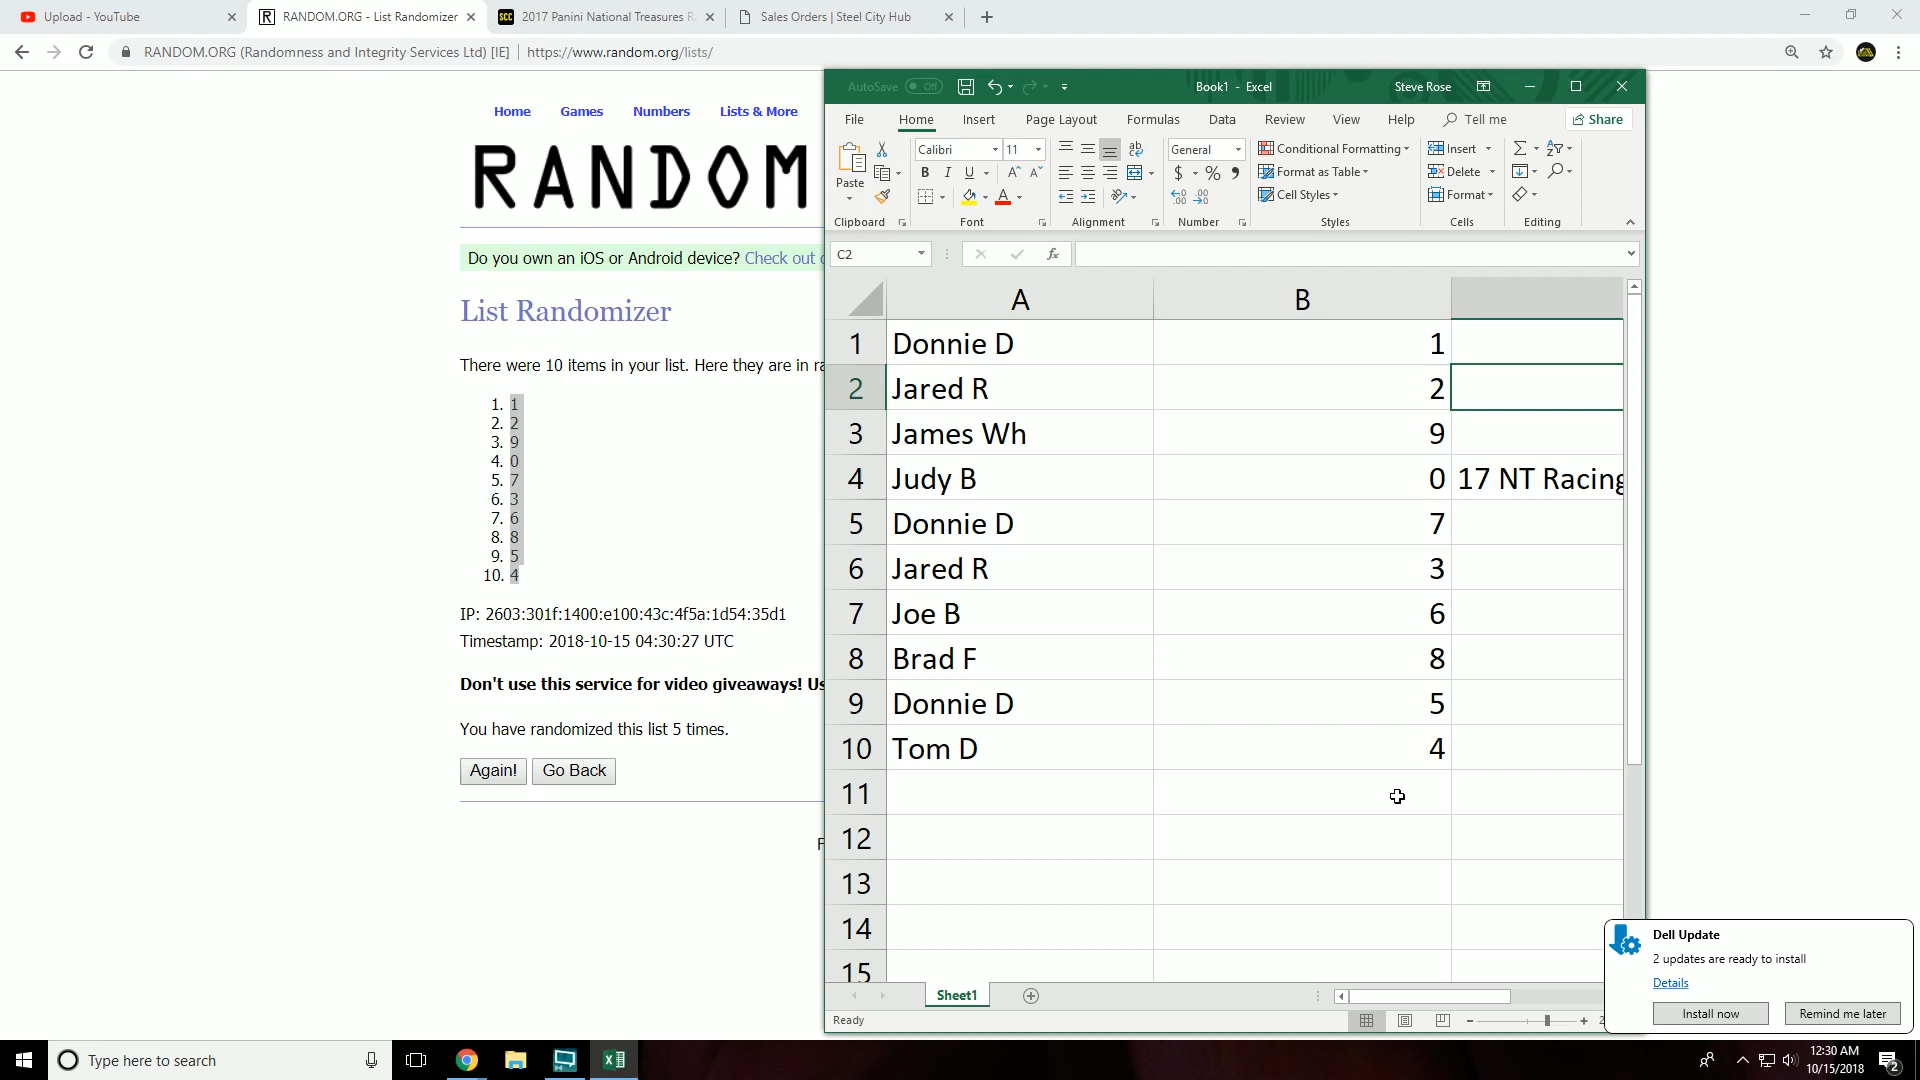 Upload - YouTube
RANDOM.ORG - List Randomizer
2017 Panini National Treasures R
Sales Orders | Steel City Hub
RANDOM.ORG (Randomness and Integrity Services Ltd) [IE] | https://www.random.org/lists/
Home Games Numbers Lists & More
RANDOM
Do you own an iOS or Android device? Check out
List Randomizer
There were 10 items in your list. Here they are in
1. 1
2. 2
3. 9
4. 0
5. 7
6. 3
7. 6
8. 8
9. 5
10. 4
IP: 2603:301f:1400:e100:43c:4f5a:1d54:35d1
Timestamp: 2018-10-15 04:30:27 UTC
Don't use this service for video giveaways!
You have randomized this list 5 times.
Again! Go Back
AutoSave Off
Book1 - Excel
Steve Rose
File Home Insert Page Layout Formulas Data Review View Help Tell me Share
Paste
Clipboard
Calibri 11
B I U
Font
Alignment
General
$ % ,
Number
Conditional Formatting
Format as Table
Cell Styles
Styles
Insert
Delete
Format
Cells
Editing
C2
fx
A B
1 Donnie D 1
2 Jared R 2
3 James Wh 9
4 Judy B 0 17 NT Racing
5 Donnie D 7
6 Jared R 3
7 Joe B 6
8 Brad F 8
9 Donnie D 5
10 Tom D 4
11
12
13
14
15
Sheet1
Ready
Dell Update
2 updates are ready to install
Details
Install now Remind me later
Type here to search
12:30 AM
10/15/2018
2